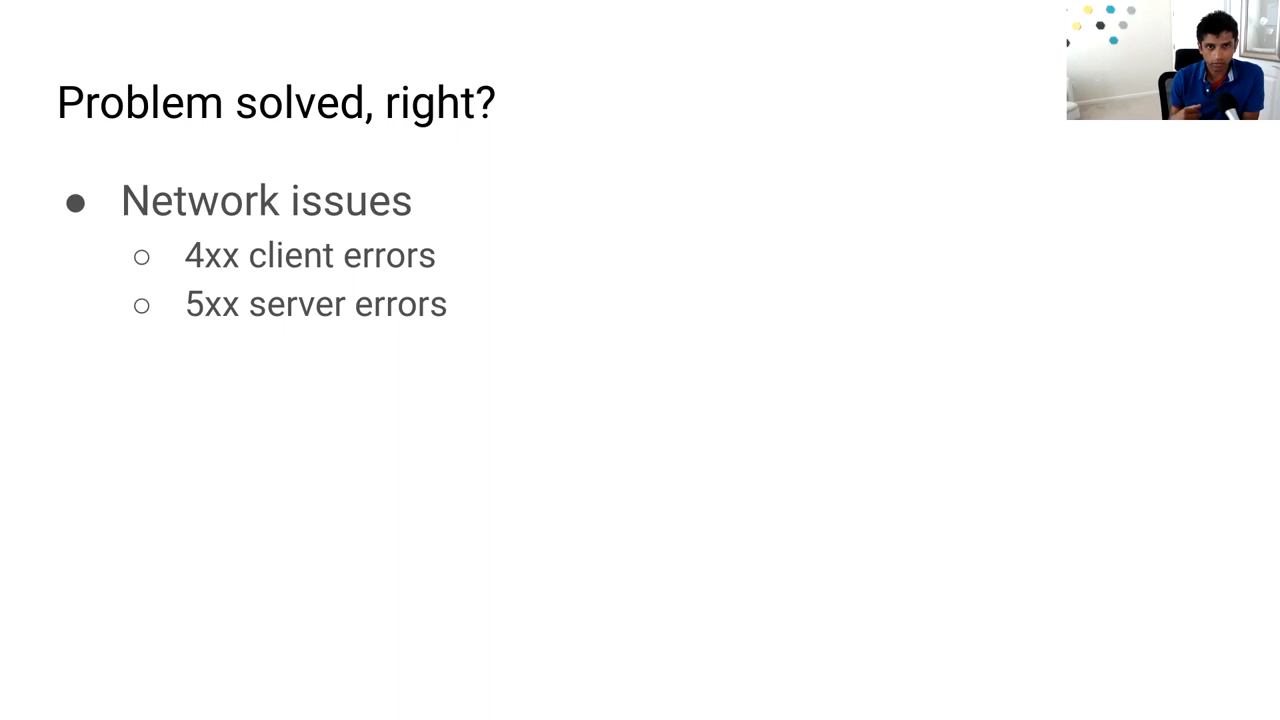 Problem solved, right?
● Network issues
○ 4xx client errors
○ 5xx server errors